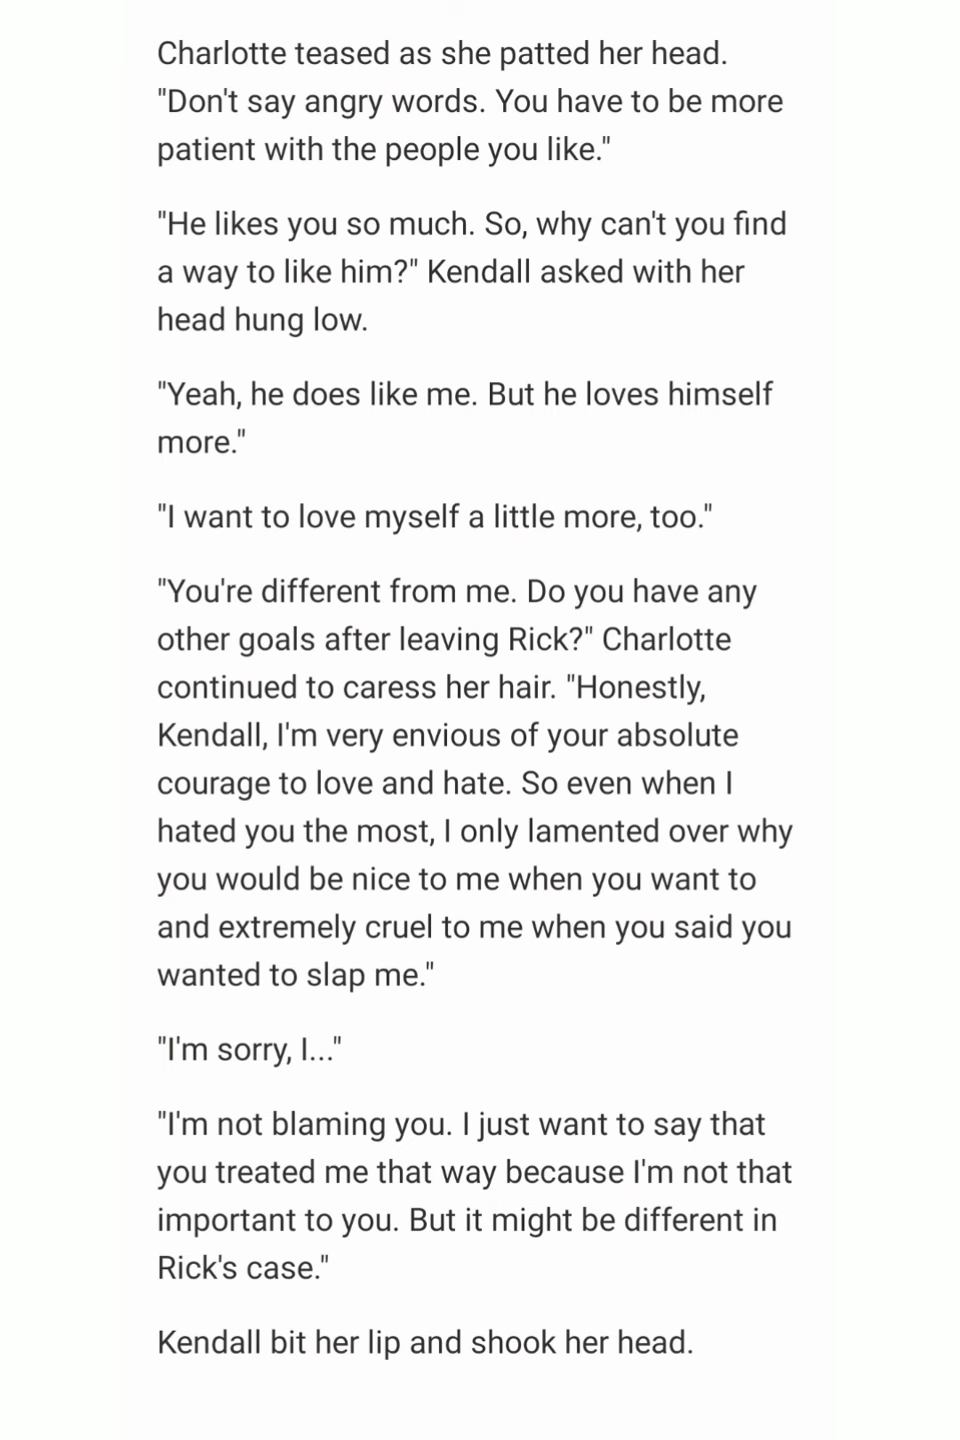 Charlotte teased as she patted her head.
"Don't say angry words. You have to be more
patient with the people you like."
"He likes you so much. So, why can't you find
a way to like him?" Kendall asked with her
head hung low.
"Yeah, he does like me. But he loves himself
more."
"I want to love myself a little more, too."
"You're different from me. Do you have any
other goals after leaving Rick?" Charlotte
continued to caress her hair. "Honestly,
Kendall, I'm very envious of your absolute
courage to love and hate. So even when I
hated you the most, I only lamented over why
you would be nice to me when you want to
and extremely cruel to me when you said you
wanted to slap me."
"I'm sorry, I..."
"I'm not blaming you. I just want to say that
you treated me that way because I'm not that
important to you. But it might be different in
Rick's case."
Kendall bit her lip and shook her head.